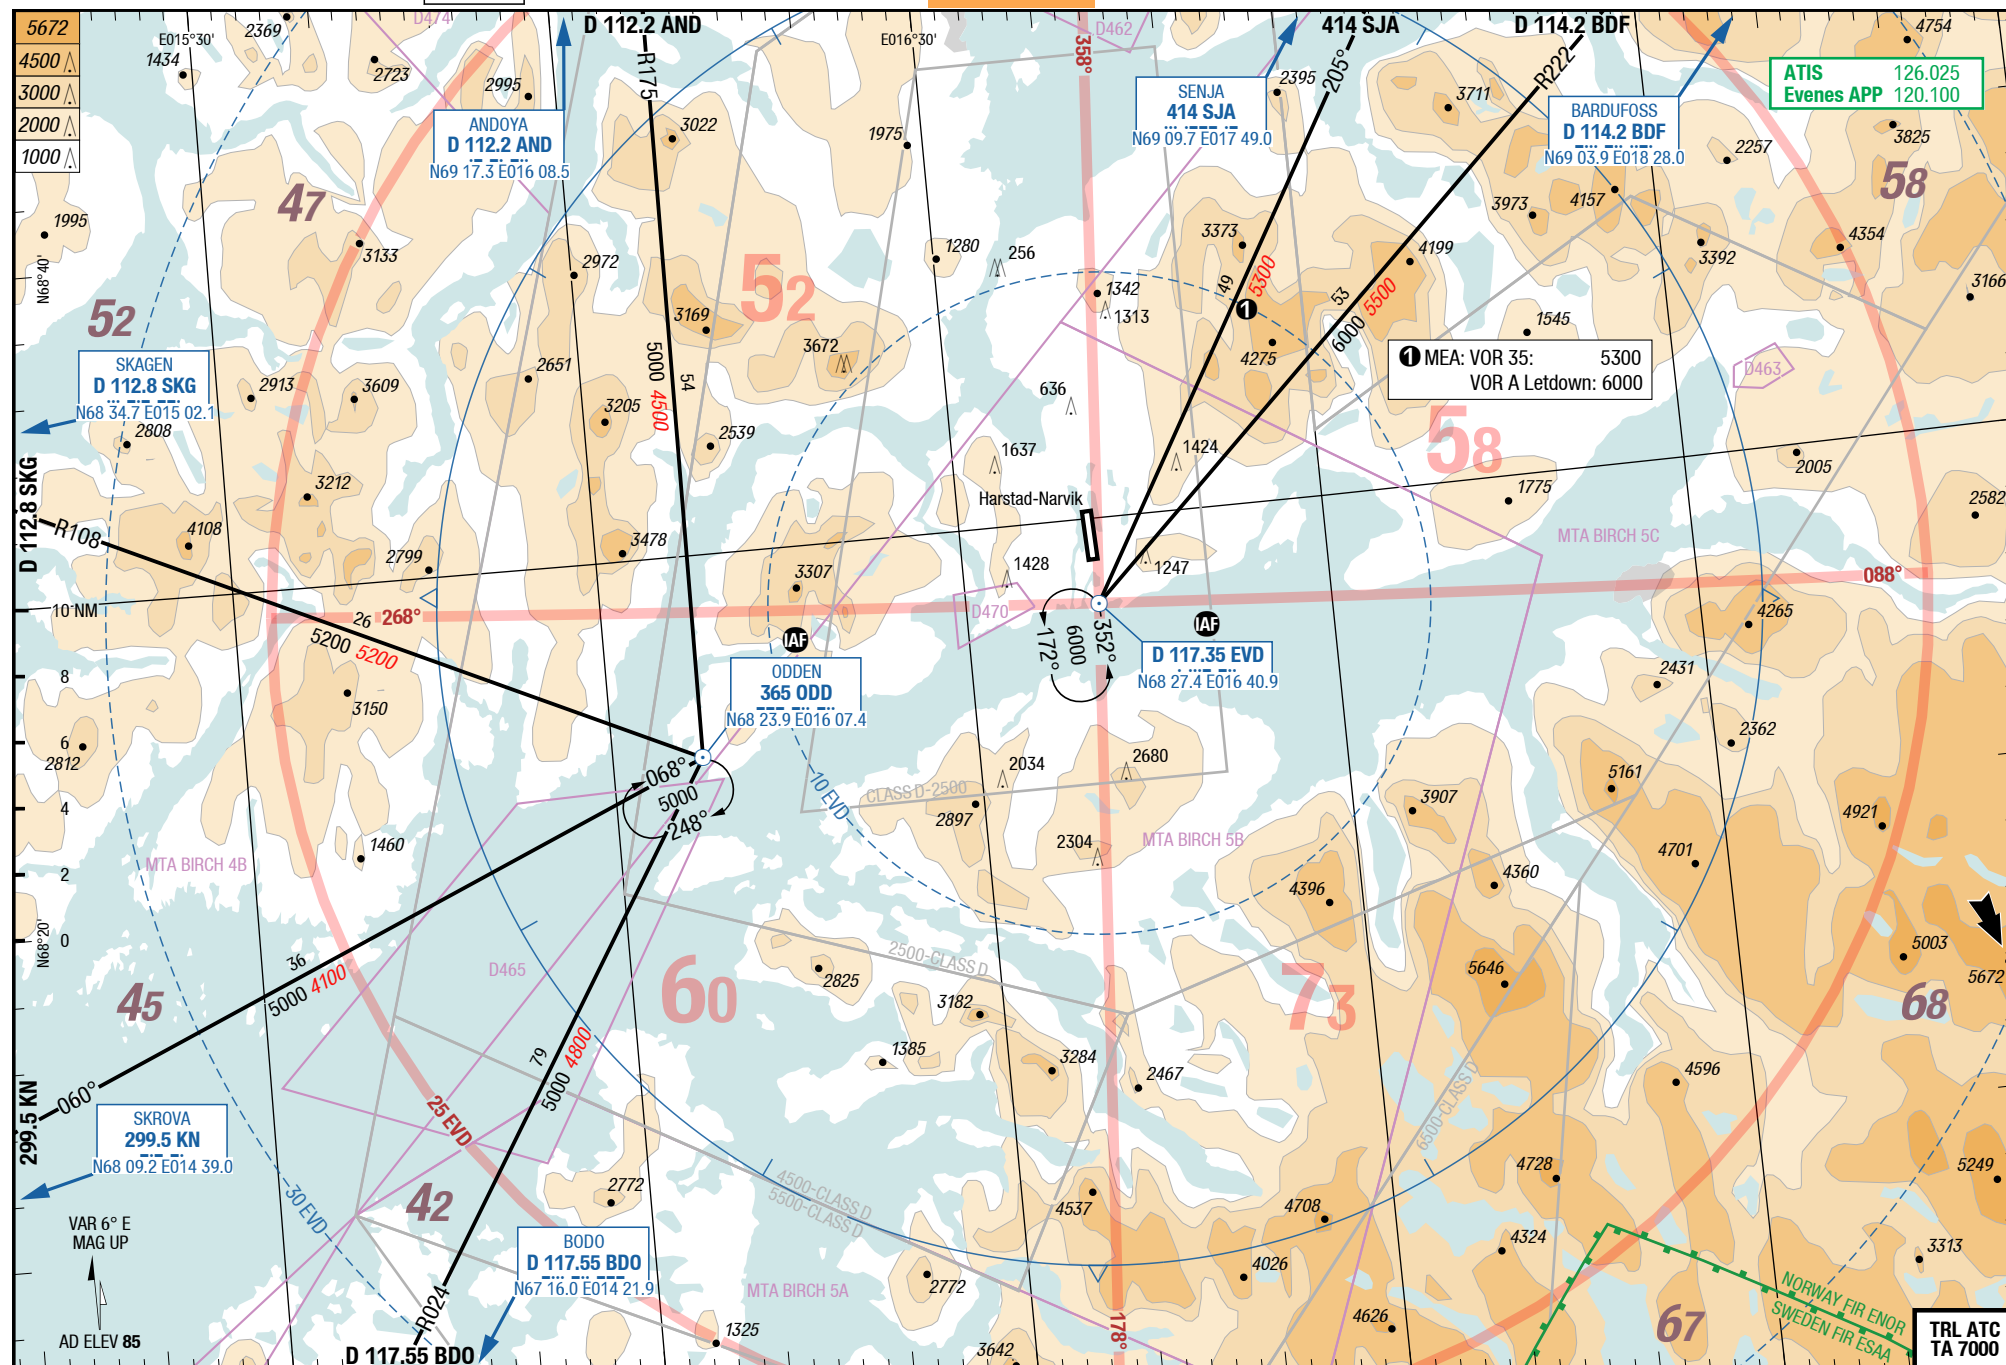 5672
4500
3000
2000
1000
E015°30'
1434
2369
2723
2995
D474
D 112.2 AND
R175
E016°30'
358°
D462
414 SJA
205°
D 114.2 BDF
R222
4754
ATIS 126.025
Evenes APP 120.100
ANDOYA
D 112.2 AND
N69 17.3 E016 08.5
3022
1975
SENJA
414 SJA
N69 09.7 E017 49.0
2395
3711
BARDUFOSS
D 114.2 BDF
N69 03.9 E018 28.0
2257
3825
58
47
1995
3133
N68°40'
2972
52
1280
256
3373
4199
3973
4157
3392
4354
3166
52
3169
3672
1342
1313
49
1
5300
4275
53
6000 5500
1545
1 MEA: VOR 35: 5300
VOR A Letdown: 6000
D463
SKAGEN
D 112.8 SKG
N68 34.7 E015 02.1
2808
2913
3609
2651
3205
5000 4500
54
2539
636
1637
1424
58
2005
D 112.8 SKG
R108
3212
4108
2799
3478
Harstad-Narvik
1775
2582
MTA BIRCH 5C
3307
1428
1247
088°
10 NM
26
268°
5200 5200
IAF
D470
IAF
4265
172°
6000
352°
D 117.35 EVD
N68 27.4 E016 40.9
ODDEN
365 ODD
N68 23.9 E016 07.4
8
3150
2431
6
2812
068°
5000
248°
2362
4
10 EVD
CLASS D-2500
2034
2680
2897
3907
5161
4921
MTA BIRCH 4B
1460
2304
MTA BIRCH 5B
4701
2
4396
4360
N68°20'
0
36
5000 4100
D465
2500-CLASS D
5003
5672
45
60
2825
3182
73
5646
68
79
5000 4800
1385
3284
2467
4596
299.5 KN
060°
25 EVD
6500-CLASS D
SKROVA
299.5 KN
N68 09.2 E014 39.0
30 EVD
2772
4500-CLASS D
5500-CLASS D
4537
4708
4728
5249
42
VAR 6° E
MAG UP
BODO
D 117.55 BDO
N67 16.0 E014 21.9
2772
4026
4324
3313
MTA BIRCH 5A
NORWAY FIR ENOR
SWEDEN FIR ESAA
AD ELEV 85
R024
D 117.55 BDO
1325
3642
178°
4626
67
TRL ATC
TA 7000